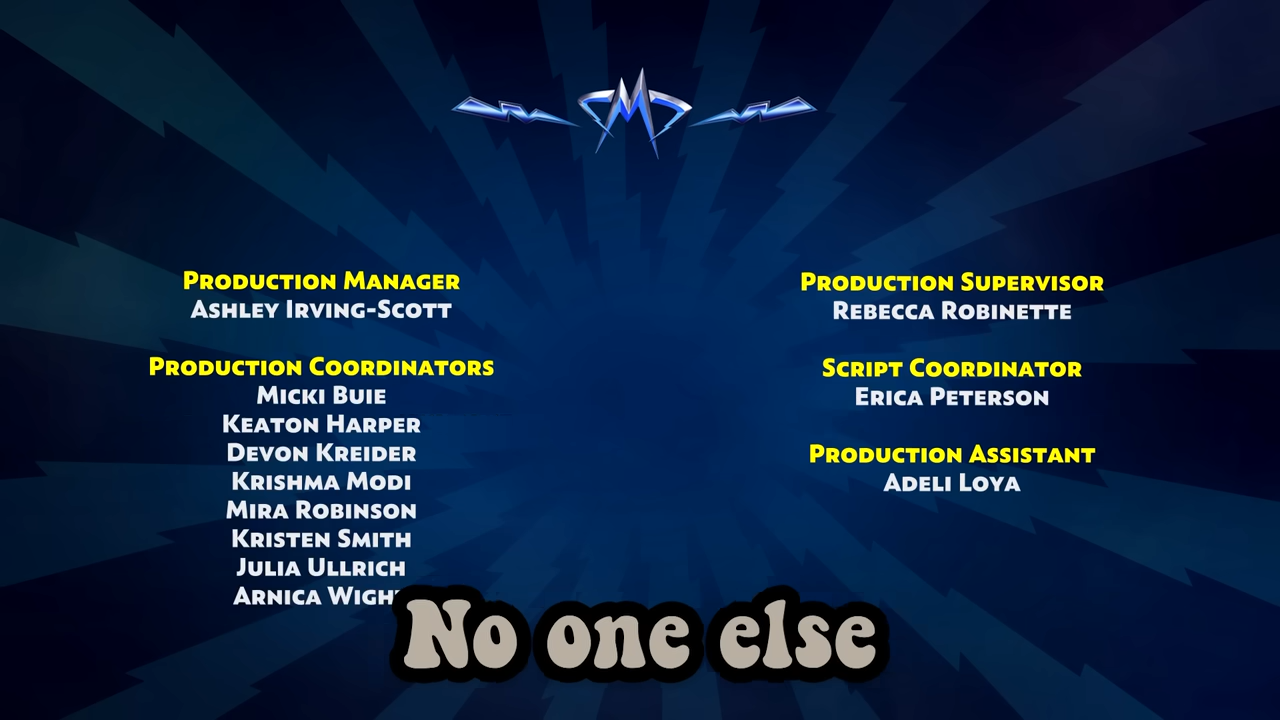 Production Manager
Ashley Irving-Scott
Production Coordinators
Micki Buie
Keaton Harper
Devon Kreider
Krishma Modi
Mira Robinson
Kristen Smith
Julia Ullrich
Arnica
Production Supervisor
Rebecca Robinette
Script Coordinator
Erica Peterson
Production Assistant
Adeli Loya
No one else